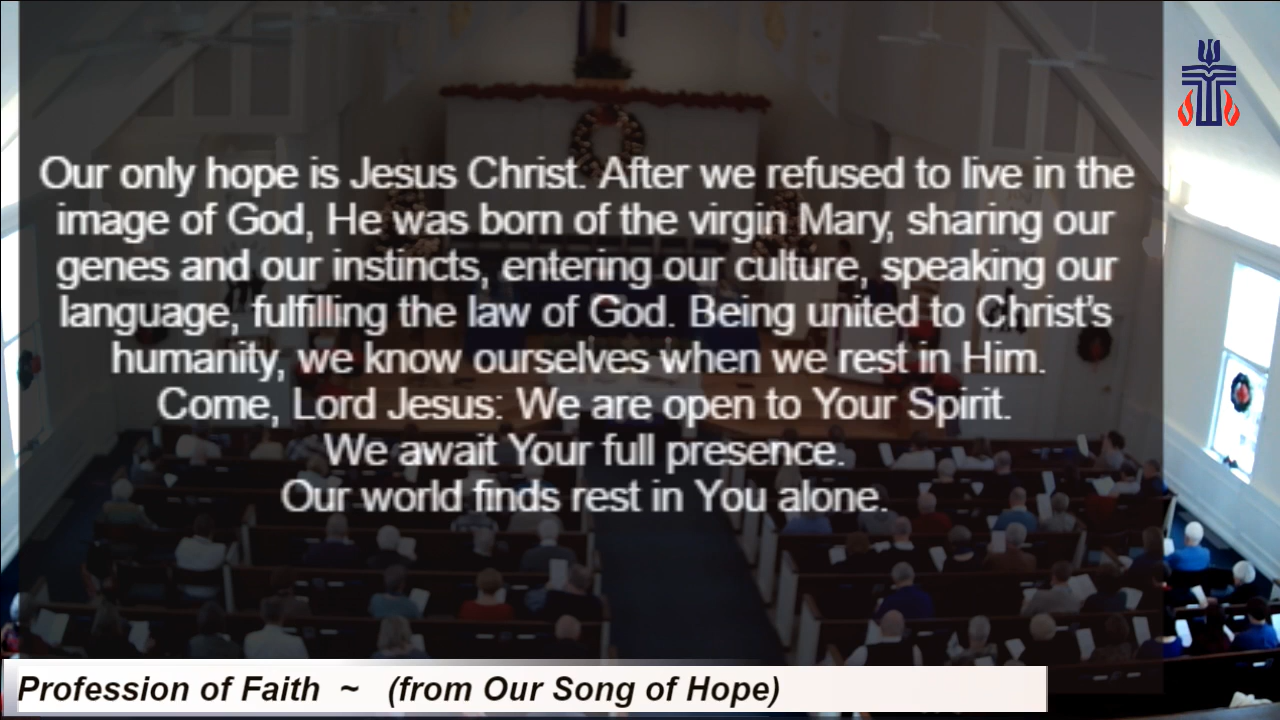 Our only hope is Jesus Christ. After we refused to live in the
image of God, He was born of the virgin Mary, sharing our
genes and our instincts, entering our culture, speaking our
language, fulfilling the law of God. Being united to Christ's
humanity, we know ourselves when we rest in Him.
Come, Lord Jesus: We are open to Your Spirit.
We await Your full presence.
Our world finds rest in You alone.
Profession of Faith ~ (from Our Song of Hope)